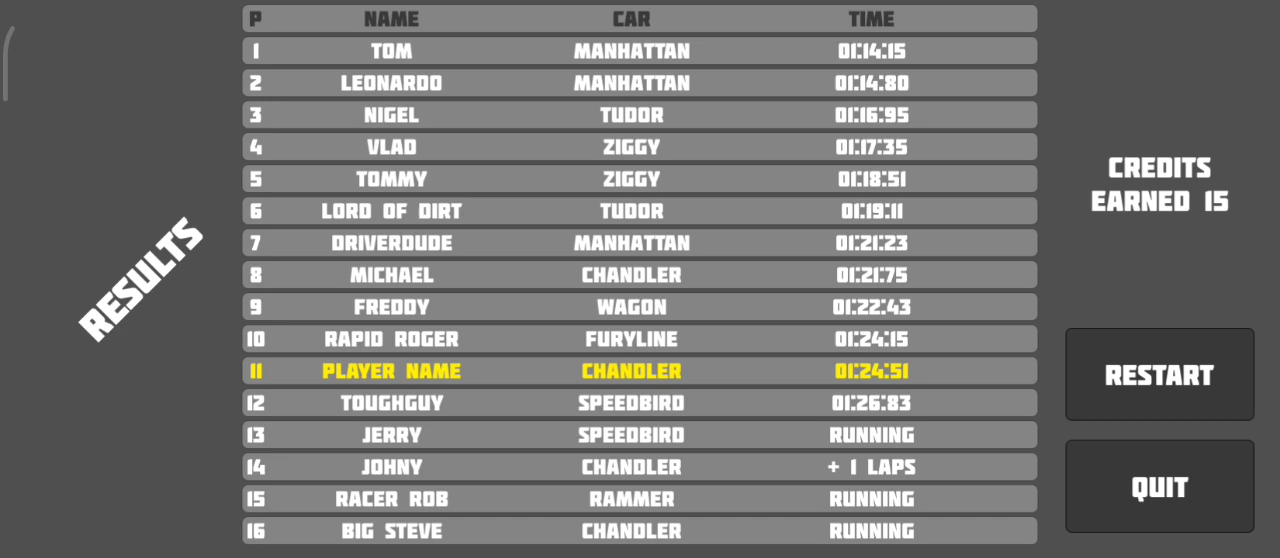 P NAME CAR TIME
1 TOM MANHATTAN 01:14:15
2 LEONARDO MANHATTAN 01:14:80
3 NIGEL TUDOR 01:16:95
4 VLAD ZIGGY 01:17:35
5 TOMMY ZIGGY 01:18:51
6 LORD OF DIRT TUDOR 01:19:11
7 DRIVERDUDE MANHATTAN 01:21:23
8 MICHAEL CHANDLER 01:21:75
9 FREDDY WAGON 01:22:43
10 RAPID ROGER FURYLINE 01:24:15
11 PLAYER NAME CHANDLER 01:24:51
12 TOUGHGUY SPEEDBIRD 01:26:83
13 JERRY SPEEDBIRD RUNNING
14 JOHNY CHANDLER + 1 LAPS
15 RACER ROB RAMMER RUNNING
16 BIG STEVE CHANDLER RUNNING
RESULTS
CREDITS
EARNED 15
RESTART
QUIT